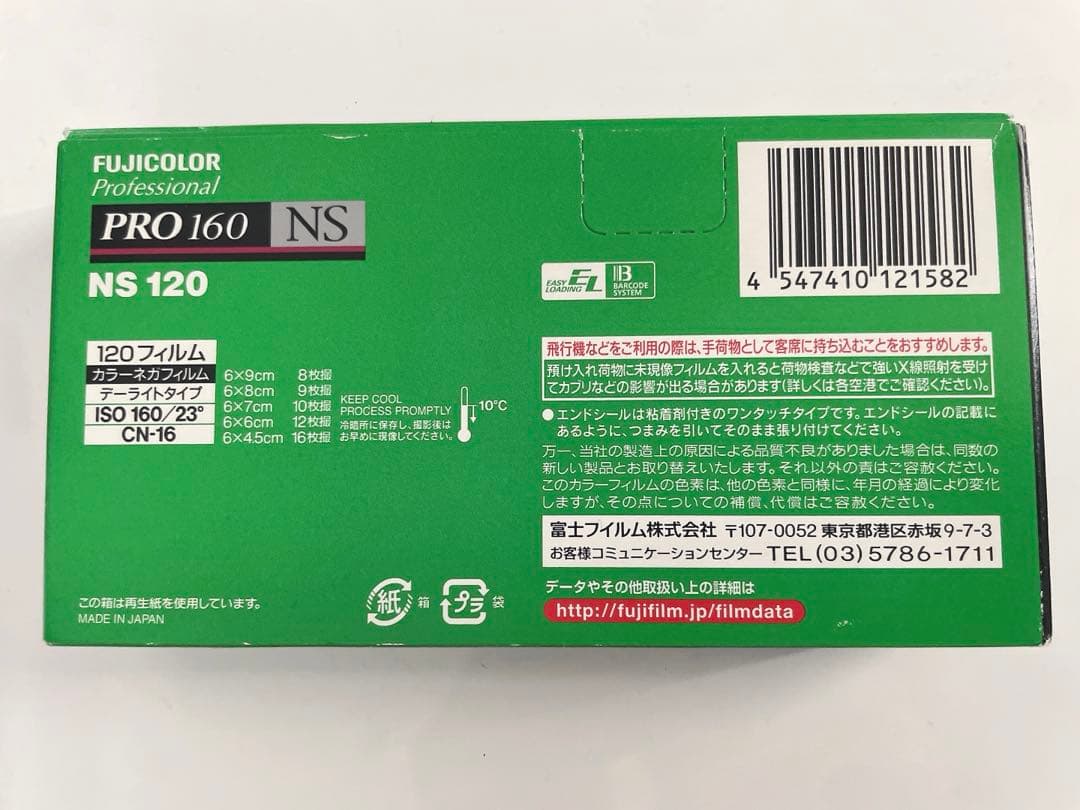 FUJICOLOR
Professional
PRO 160 NS
NS 120
EASY LOADING EL
B BARCODE SYSTEM
4 547410 121582
120フィルム
カラーネガフィルム
デーライトタイプ
ISO 160/23°
CN-16
6×9cm 8枚撮
6×8cm 9枚撮
6×7cm 10枚撮
6×6cm 12枚撮
6×4.5cm 16枚撮
KEEP COOL
PROCESS PROMPTLY
冷暗所に保存し、撮影後は
お早めに現像してください。
10°C
飛行機などをご利用の際は、手荷物として客席に持ち込むことをおすすめします。
預け入れ荷物に未現像フィルムを入れると荷物検査などで強いX線照射を受け
てカブリなどの影響が出る場合があります(詳しくは各空港でご確認ください)。
●エンドシールは粘着剤付きのワンタッチタイプです。エンドシールの記載に
あるように、つまみを引いてそのまま張り付けてください。
万一、当社の製造上の原因による品質不良がありました場合は、同数の
新しい製品とお取り替えいたします。それ以外の責はご容赦ください。
このカラーフィルムの色素は、他の色素と同様に、年月の経過により変化
しますが、その点についての補償、代償はご容赦ください。
富士フイルム株式会社 〒107-0052 東京都港区赤坂9-7-3
お客様コミュニケーションセンター TEL(03)5786-1711
データやその他取扱い上の詳細は
http://fujifilm.jp/filmdata
この箱は再生紙を使用しています。
MADE IN JAPAN
紙 箱
プラ 袋